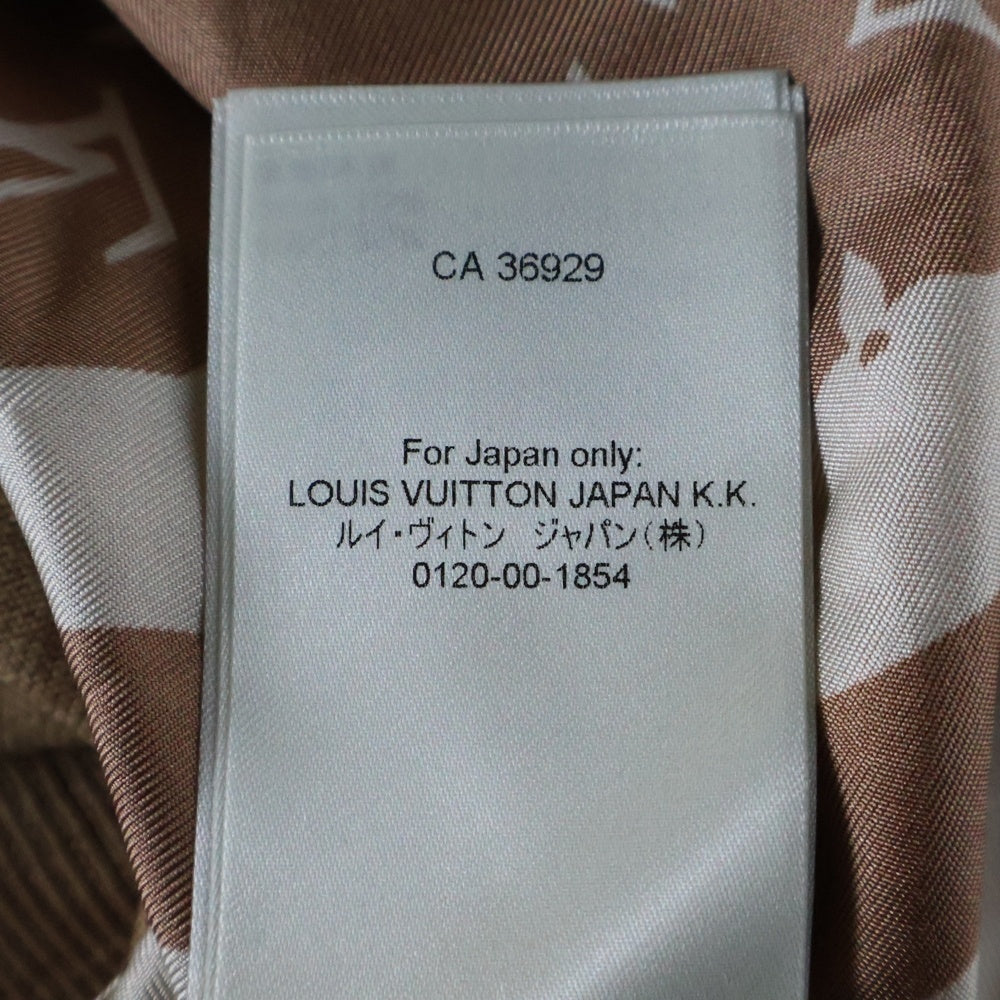 CA 36929
For Japan only:
LOUIS VUITTON JAPAN K.K.
ルイ・ヴィトン　ジャパン(株)
0120-00-1854